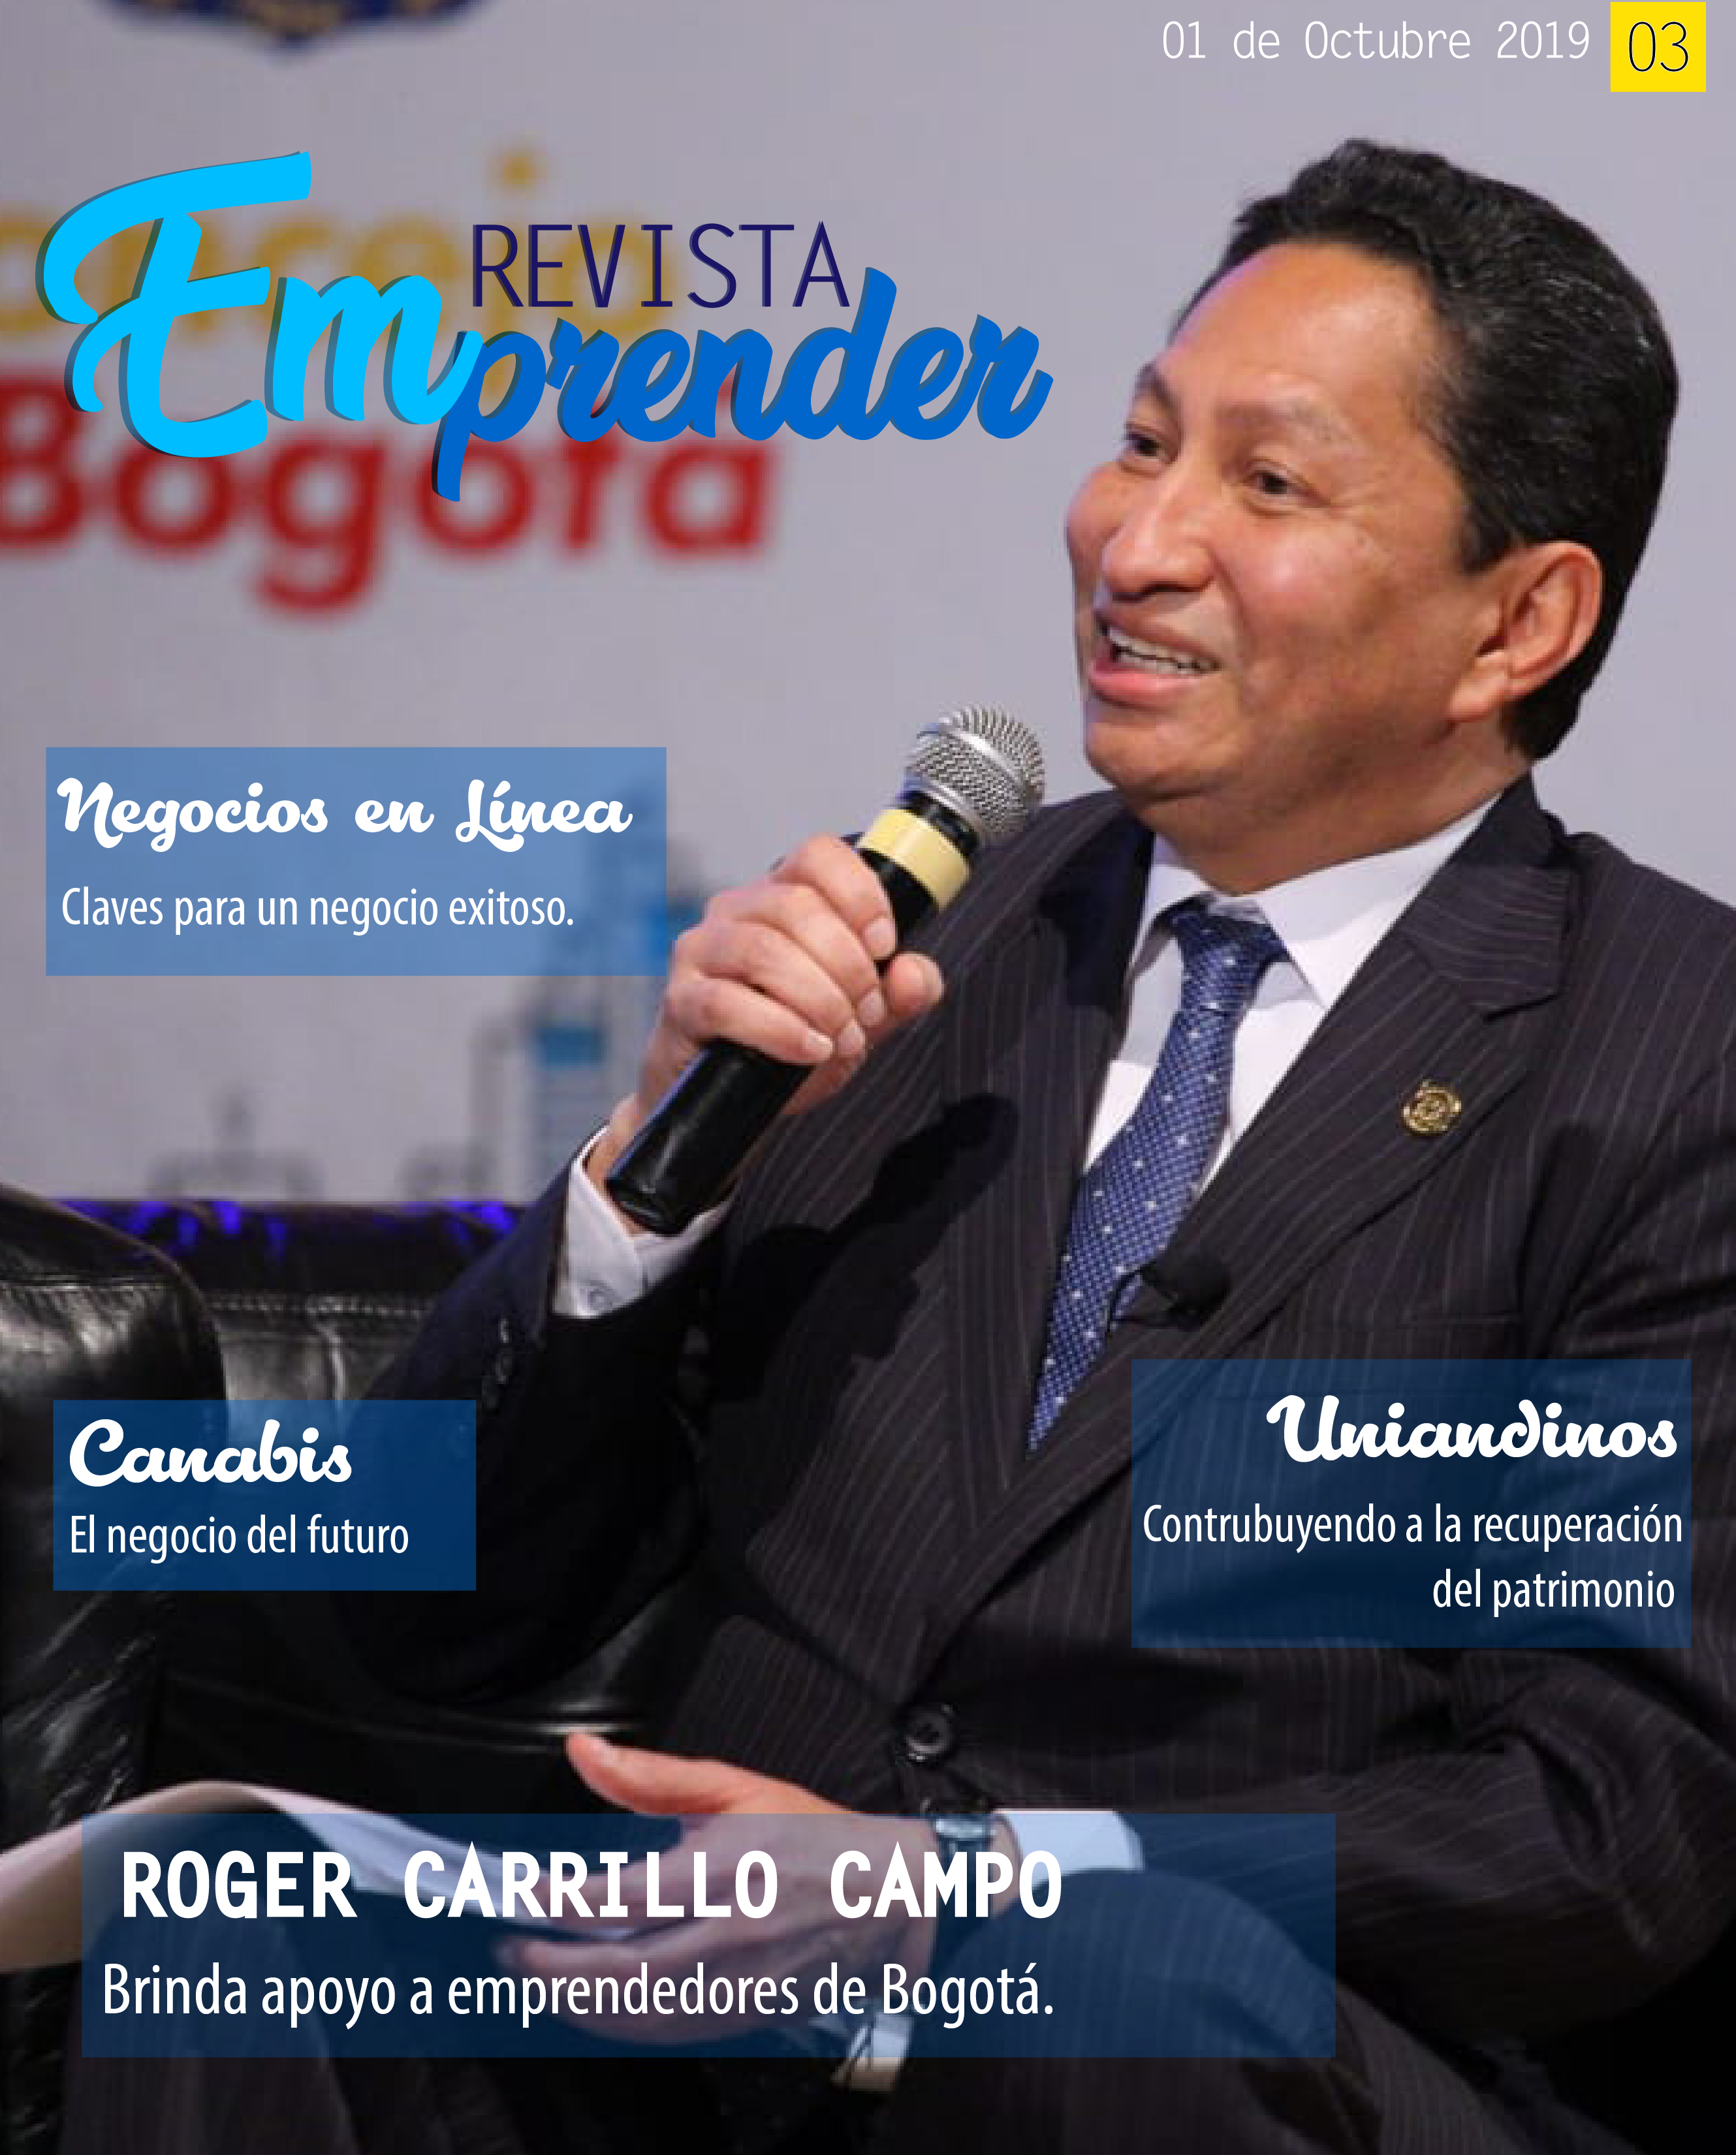 01 de Octubre 2019 03
REVISTA
Emprender
Bogotá
Negocios en Línea
Claves para un negocio exitoso.
Canabis
El negocio del futuro
Uniandinos
Contrubuyendo a la recuperación
del patrimonio
ROGER CARRILLO CAMPO
Brinda apoyo a emprendedores de Bogotá.